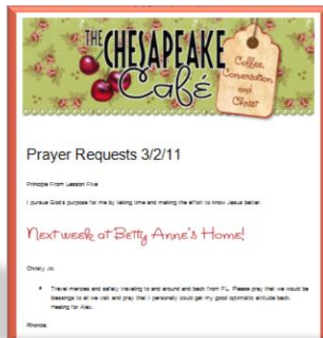 THE CHESAPEAKE
Café
Coffee
Conversation
and
Christ
Prayer Requests 3/2/11
Principle From Lesson Five
I pursue God's purpose for me by taking time and making the effort to know Jesus better.
Next week at Betty Anne's Home!
Christy Jo:
Travel mercies and safety traveling to and around and back from FL. Please pray that we would be
blessings to all we visit and pray that I personally could get my good optimistic attitude back.
Healing for Alex.
Rhonda: